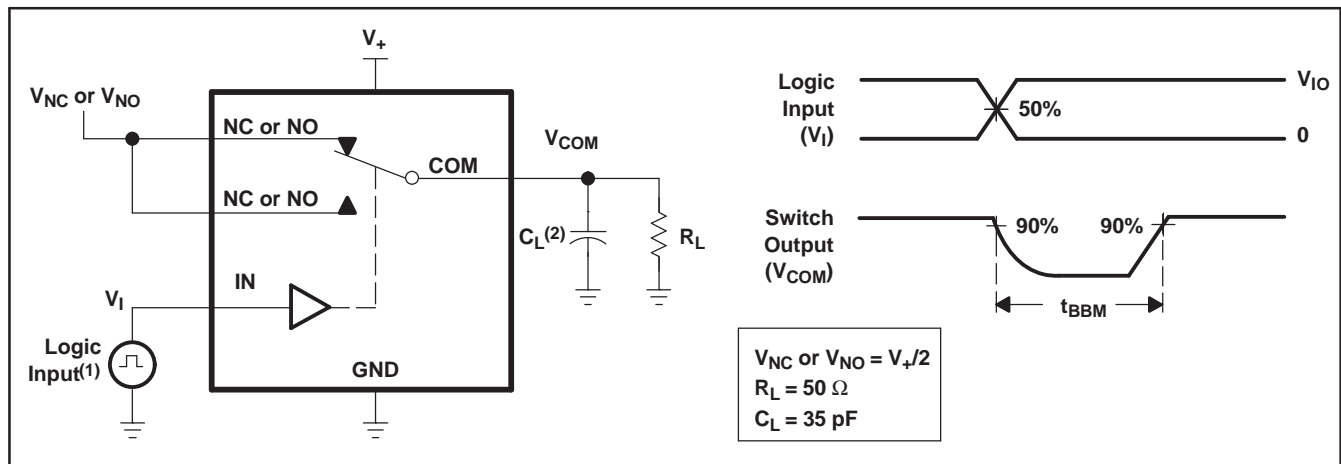 V+
VNC or VNO
NC or NO
VCOM
COM
NC or NO
CL(2)
RL
IN
VI
Logic
Input(1)
GND
Logic
Input
(VI)
50%
VIO
0
Switch
Output
(VCOM)
90%
90%
tBBM
VNC or VNO = V+/2
RL = 50 Ω
CL = 35 pF